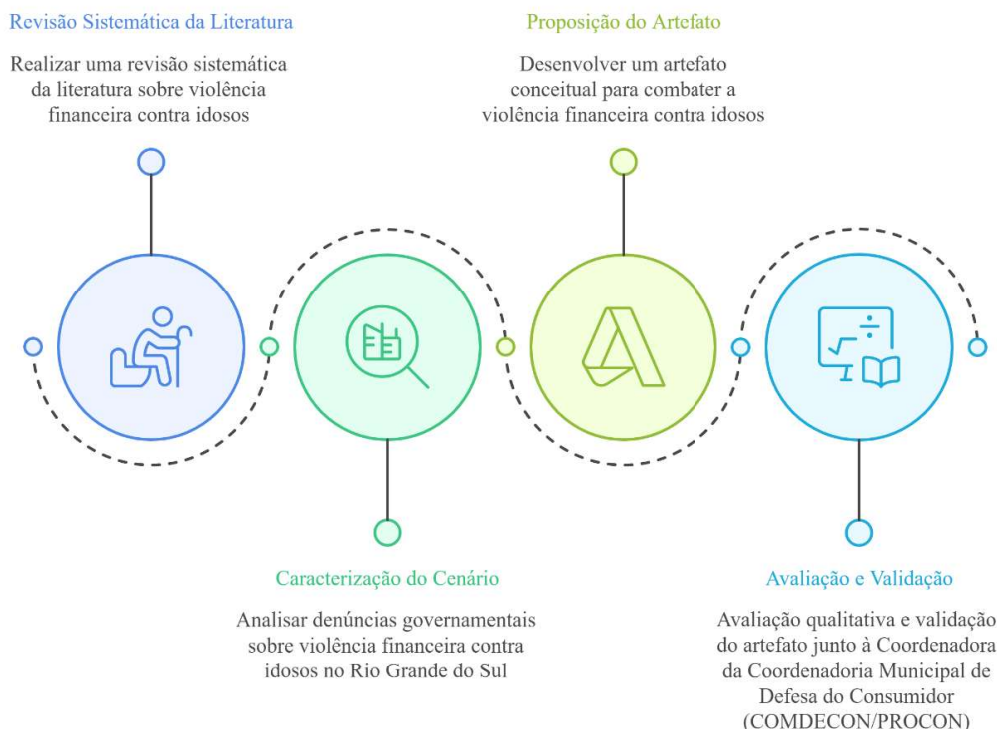 Revisão Sistemática da Literatura
Realizar uma revisão sistemática
da literatura sobre violência
financeira contra idosos
Proposição do Artefato
Desenvolver um artefato
conceitual para combater a
violência financeira contra idosos
Caracterização do Cenário
Analisar denúncias governamentais
sobre violência financeira contra
idosos no Rio Grande do Sul
Avaliação e Validação
Avaliação qualitativa e validação
do artefato junto à Coordenadora
da Coordenadoria Municipal de
Defesa do Consumidor
(COMDECON/PROCON)